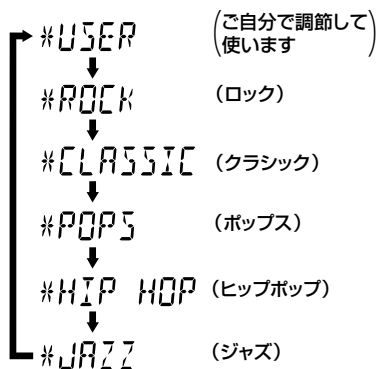 *USER (ご自分で調節して
使います)
*ROCK (ロック)
*CLASSIC (クラシック)
*POPS (ポップス)
*HIP HOP (ヒップポップ)
*JAZZ (ジャズ)